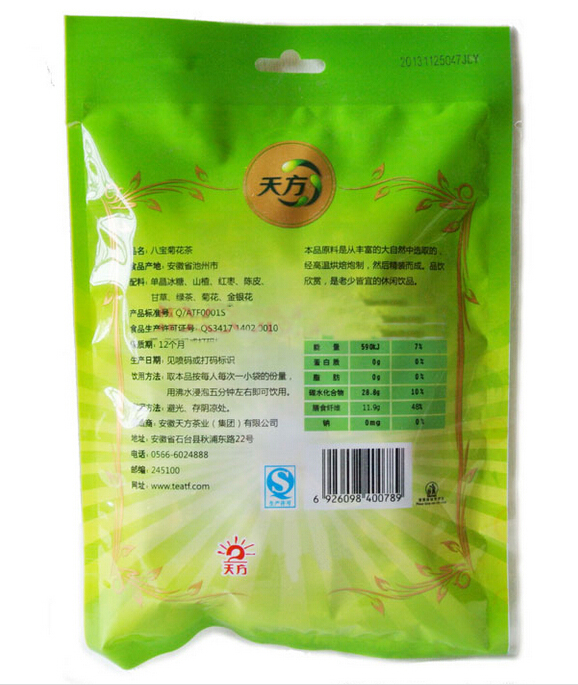 20131125047JCY
天方
品名：八宝菊花茶
食品产地：安徽省池州市
配料：单晶冰糖、山楂、红枣、陈皮、
甘草、绿茶、菊花、金银花
产品标准号：Q/ATF0001S
食品生产许可证号：QS3417 1402 0010
保质期：12个月
生产日期：见喷码或打码标识
饮用方法：取本品按每人每次一小袋的份量，
用沸水浸泡五分钟左右即可饮用。
方法：避光、存阴凉处。
商：安徽天方茶业（集团）有限公司
地址：安徽省石台县秋浦东路22号
电话：0566-6024888
邮编：245100
网址：www.teatf.com
本品原料是从丰富的大自然中选取的，
经高温烘焙炮制，然后精装而成。品饮
欣赏，是老少皆宜的休闲饮品。
能 量 590kJ 7%
蛋白质 0g 0%
脂 肪 0g 0%
碳水化合物 28.8g 10%
膳食纤维 11.9g 48%
钠 0mg 0%
QS
生产许可
6 926098 400789
天方